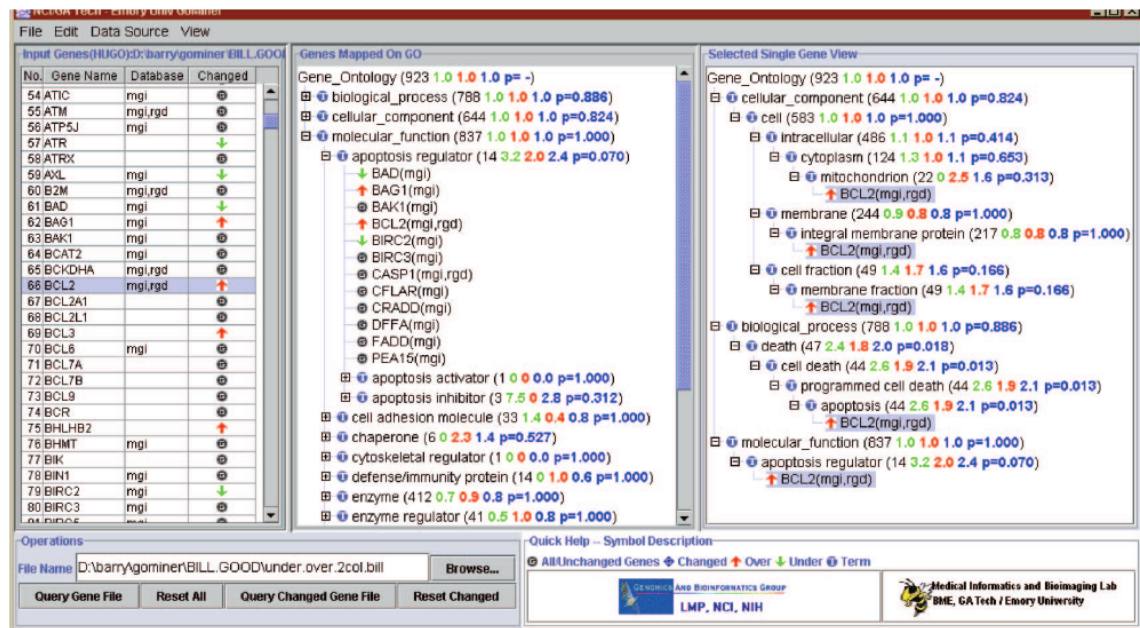 NCI/GA Tech - Emory Univ GoMiner
File Edit Data Source View
Input Genes(HUGO):D:\barry\gominer\BILL.GOO
No. Gene Name Database Changed
54 ATIC mgi
55 ATM mgi,rgd
56 ATP5J mgi
57 ATR
58 ATRX
59 AXL mgi
60 B2M mgi,rgd
61 BAD mgi
62 BAG1 mgi
63 BAK1 mgi
64 BCAT2 mgi
65 BCKDHA mgi,rgd
66 BCL2 mgi,rgd
67 BCL2A1
68 BCL2L1
69 BCL3
70 BCL6 mgi
71 BCL7A
72 BCL7B
73 BCL9
74 BCR
75 BHLHB2
76 BHMT mgi
77 BIK
78 BIN1 mgi
79 BIRC2 mgi
80 BIRC3 mgi
81 BIRC5 mgi
Genes Mapped On GO
Gene_Ontology (923 1.0 1.0 1.0 p= -)
biological_process (788 1.0 1.0 1.0 p=0.886)
cellular_component (644 1.0 1.0 1.0 p=0.824)
molecular_function (837 1.0 1.0 1.0 p=1.000)
apoptosis regulator (14 3.2 2.0 2.4 p=0.070)
BAD(mgi)
BAG1(mgi)
BAK1(mgi)
BCL2(mgi,rgd)
BIRC2(mgi)
BIRC3(mgi)
CASP1(mgi,rgd)
CFLAR(mgi)
CRADD(mgi)
DFFA(mgi)
FADD(mgi)
PEA15(mgi)
apoptosis activator (1 0 0 0.0 p=1.000)
apoptosis inhibitor (3 7.5 0 2.8 p=0.312)
cell adhesion molecule (33 1.4 0.4 0.8 p=1.000)
chaperone (6 0 2.3 1.4 p=0.527)
cytoskeletal regulator (1 0 0 0.0 p=1.000)
defense/immunity protein (14 0 1.0 0.6 p=1.000)
enzyme (412 0.7 0.9 0.8 p=1.000)
enzyme regulator (41 0.5 1.0 0.8 p=1.000)
Selected Single Gene View
Gene_Ontology (923 1.0 1.0 1.0 p= -)
cellular_component (644 1.0 1.0 1.0 p=0.824)
cell (583 1.0 1.0 1.0 p=1.000)
intracellular (486 1.1 1.0 1.1 p=0.414)
cytoplasm (124 1.3 1.0 1.1 p=0.653)
mitochondrion (22 0 2.5 1.6 p=0.313)
BCL2(mgi,rgd)
membrane (244 0.9 0.8 0.8 p=1.000)
integral membrane protein (217 0.8 0.8 0.8 p=1.000)
BCL2(mgi,rgd)
cell fraction (49 1.4 1.7 1.6 p=0.166)
membrane fraction (49 1.4 1.7 1.6 p=0.166)
BCL2(mgi,rgd)
biological_process (788 1.0 1.0 1.0 p=0.886)
death (47 2.4 1.8 2.0 p=0.018)
cell death (44 2.6 1.9 2.1 p=0.013)
programmed cell death (44 2.6 1.9 2.1 p=0.013)
apoptosis (44 2.6 1.9 2.1 p=0.013)
BCL2(mgi,rgd)
molecular_function (837 1.0 1.0 1.0 p=1.000)
apoptosis regulator (14 3.2 2.0 2.4 p=0.070)
BCL2(mgi,rgd)
Operations
File Name D:\barry\gominer\BILL.GOOD\under.over.2col.bill Browse...
Query Gene File Reset All Query Changed Gene File Reset Changed
Quick Help -- Symbol Description
All/Unchanged Genes Changed Over Under Term
GENOMICS AND BIOINFORMATICS GROUP
LMP, NCI, NIH
Medical Informatics and Bioimaging Lab
BME, GA Tech / Emory University